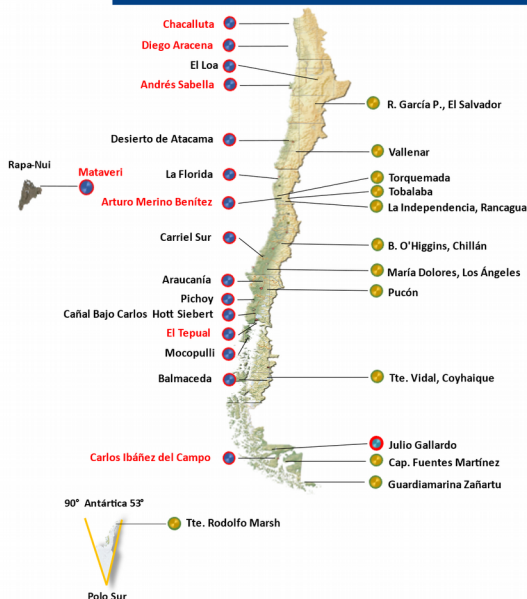 Chacalluta
Diego Aracena
El Loa
Andrés Sabella
R. García P., El Salvador
Desierto de Atacama
Vallenar
Rapa-Nui
Mataveri
La Florida
Torquemada
Tobalaba
Arturo Merino Benítez
La Independencia, Rancagua
Carriel Sur
B. O'Higgins, Chillán
María Dolores, Los Ángeles
Araucanía
Pucón
Pichoy
Cañal Bajo Carlos Hott Siebert
El Tepual
Mocopulli
Balmaceda
Tte. Vidal, Coyhaique
Julio Gallardo
Carlos Ibáñez del Campo
Cap. Fuentes Martínez
Guardiamarina Zañartu
90° Antártica 53°
Tte. Rodolfo Marsh
Polo Sur